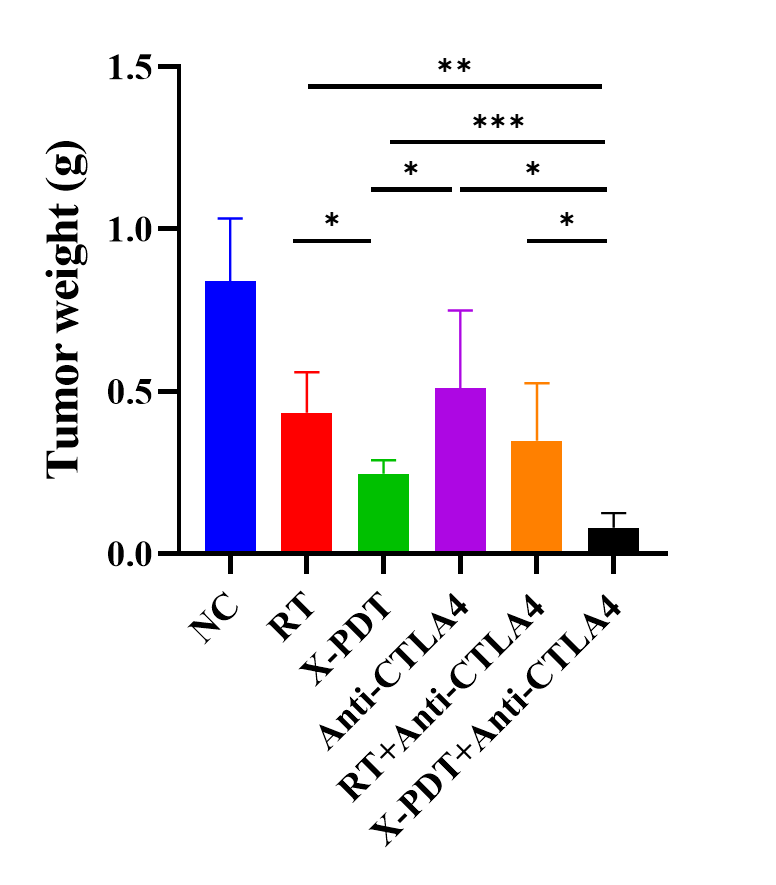 Tumor weight (g)
1.5
1.0
0.5
0.0
**
***
*
*
*
*
NC
RT
X-PDT
Anti-CTLA4
RT+Anti-CTLA4
X-PDT+Anti-CTLA4